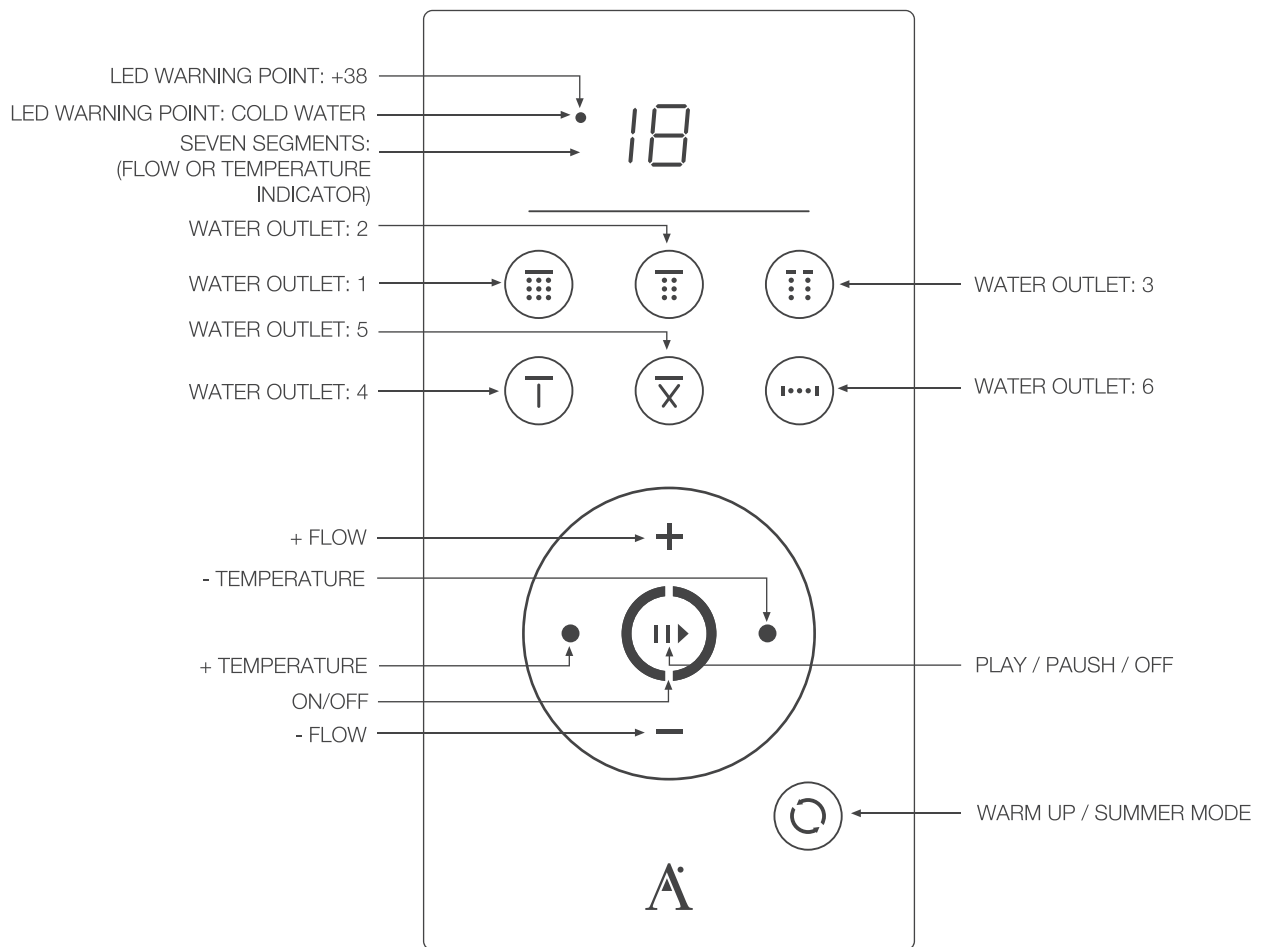 LED WARNING POINT: +38
LED WARNING POINT: COLD WATER
18
SEVEN SEGMENTS:
(FLOW OR TEMPERATURE
INDICATOR)
WATER OUTLET: 2
WATER OUTLET: 1
WATER OUTLET: 3
WATER OUTLET: 5
WATER OUTLET: 4
WATER OUTLET: 6
+ FLOW
- TEMPERATURE
+ TEMPERATURE
PLAY / PAUSH / OFF
ON/OFF
- FLOW
WARM UP / SUMMER MODE
A